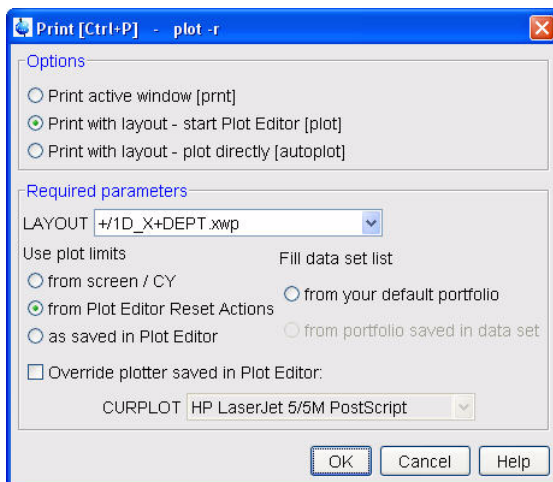 Print [Ctrl+P] - plot -r
Options
Print active window [prnt]
Print with layout - start Plot Editor [plot]
Print with layout - plot directly [autoplot]
Required parameters
LAYOUT +/1D_X+DEPT.xwp
Use plot limits
from screen / CY
from Plot Editor Reset Actions
as saved in Plot Editor
Fill data set list
from your default portfolio
from portfolio saved in data set
Override plotter saved in Plot Editor:
CURPLOT HP LaserJet 5/5M PostScript
OK Cancel Help